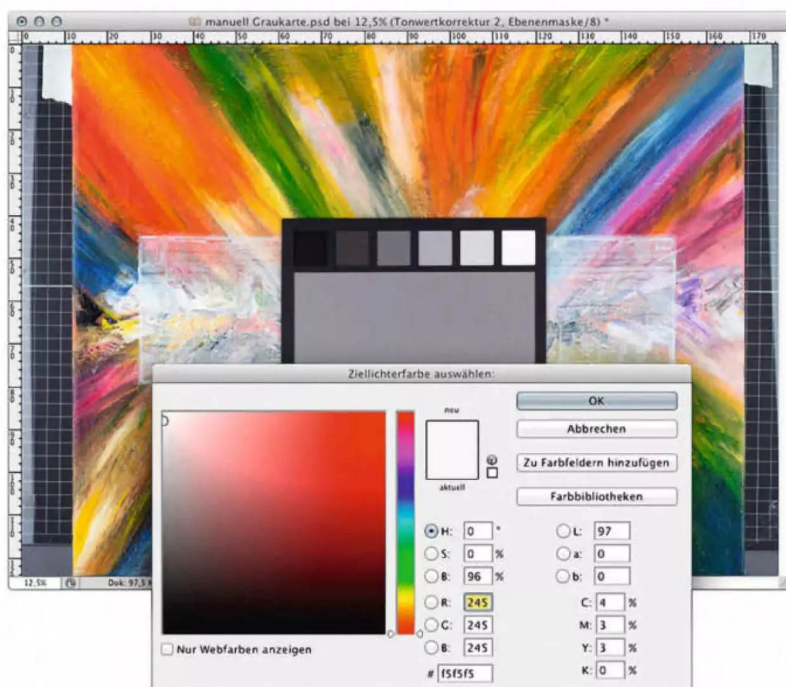 manuell Graukarte.psd bei 12,5% (Tonwertkorrektur 2, Ebenenmaske/8) *
0 10 20 30 40 50 60 70 80 90 100 110 120 130 140 150 160 170
12,5%
Dok: 97,5
Ziellichterfarbe auswählen:
neu
aktuell
OK
Abbrechen
Zu Farbfeldern hinzufügen
Farbbibliotheken
H: 0 °
S: 0 %
B: 96 %
R: 245
G: 245
B: 245
# f5f5f5
L: 97
a: 0
b: 0
C: 4 %
M: 3 %
Y: 3 %
K: 0 %
Nur Webfarben anzeigen